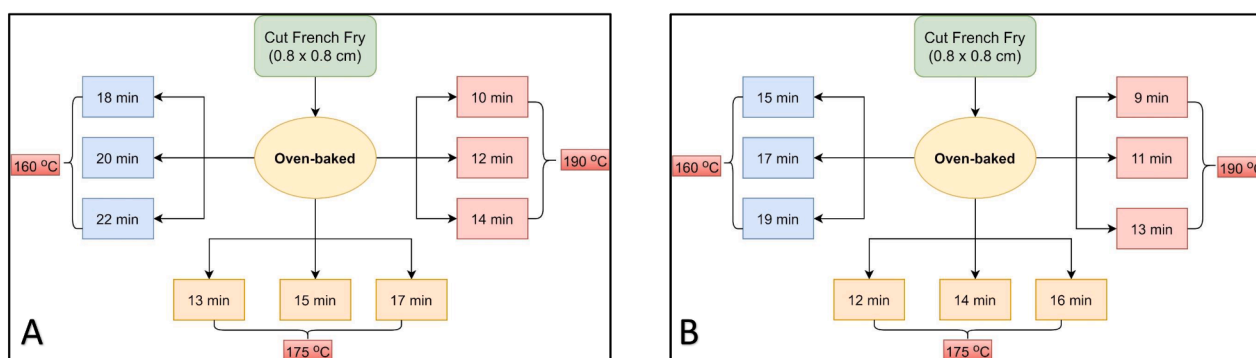 Cut French Fry
(0.8 x 0.8 cm)
18 min
20 min
22 min
160 °C
Oven-baked
10 min
12 min
14 min
190 °C
13 min
15 min
17 min
175 °C
A
Cut French Fry
(0.8 x 0.8 cm)
15 min
17 min
19 min
160 °C
Oven-baked
9 min
11 min
13 min
190 °C
12 min
14 min
16 min
175 °C
B